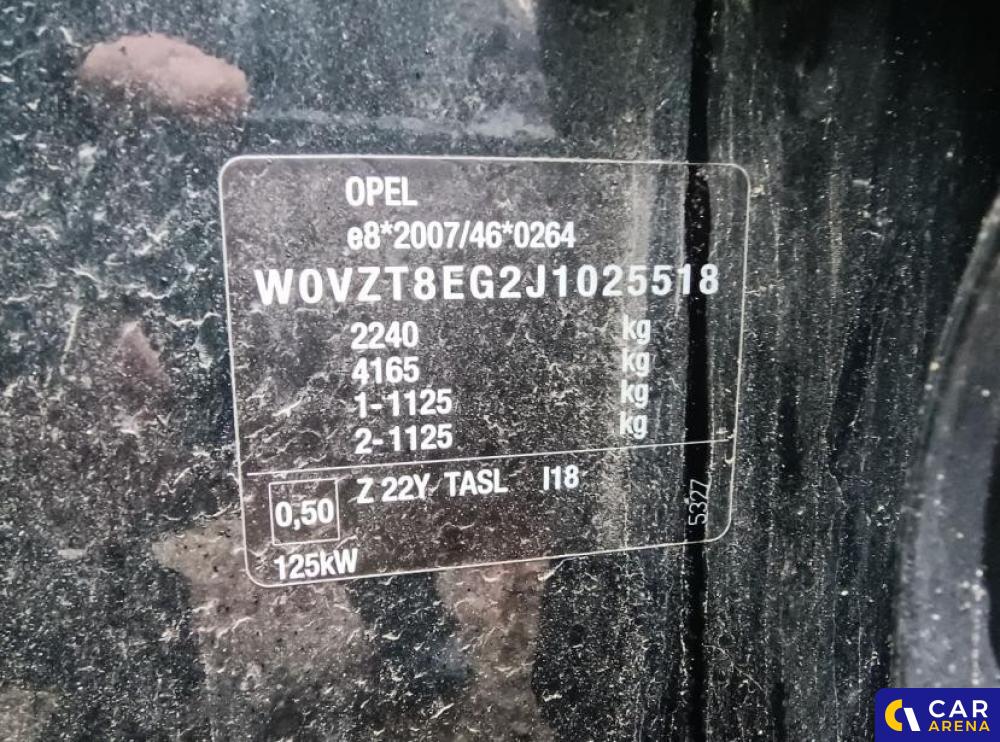 OPEL
e8*2007/46*0264
W0VZT8EG2J1025518
2240 kg
4165 kg
1-1125 kg
2-1125 kg
Z 22Y TASL I18
0,50
5327
125kW
CAR
ARENA